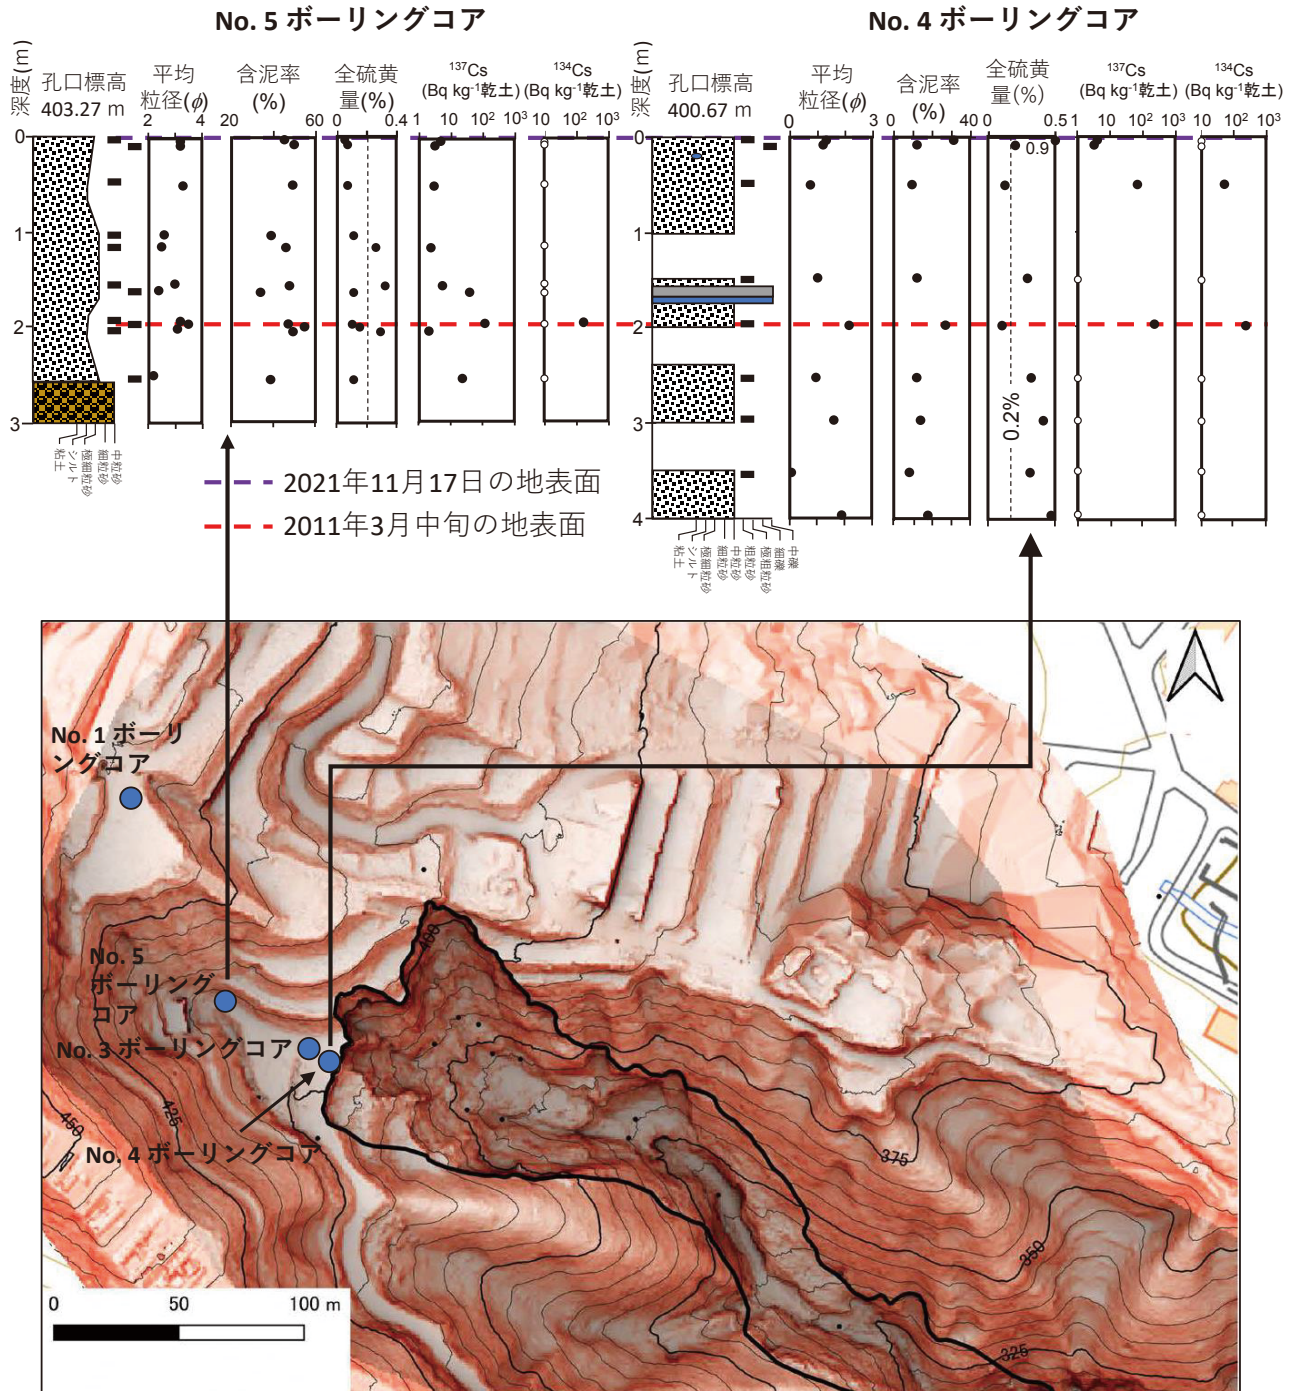 No. 5 ボーリングコア
No. 4 ボーリングコア
深度(m)
孔口標高
403.27 m
平均
粒径(ϕ)
含泥率
(%)
全硫黄
量(%)
¹³⁷Cs
(Bq kg⁻¹乾土)
¹³⁴Cs
(Bq kg⁻¹乾土)
2 4 20 60 0 0.4 1 10 10² 10³ 10 10² 10³
0
1
2
3
粘土
シルト
極細粒砂
細粒砂
中粒砂
深度(m)
孔口標高
400.67 m
平均
粒径(ϕ)
含泥率
(%)
全硫黄
量(%)
¹³⁷Cs
(Bq kg⁻¹乾土)
¹³⁴Cs
(Bq kg⁻¹乾土)
0 3 0 40 0 0.5 1 10 10² 10³ 10 10² 10³
0.9
0.2%
0
1
2
3
4
粘土
シルト
極細粒砂
細粒砂
中粒砂
粗粒砂
極粗粒砂
細礫
中礫
2021年11月17日の地表面
2011年3月中旬の地表面
No. 1 ボーリ
ングコア
No. 5
ボーリング
コア
No. 3 ボーリングコア
No. 4 ボーリングコア
400
425
450
375
350
325
0 50 100 m